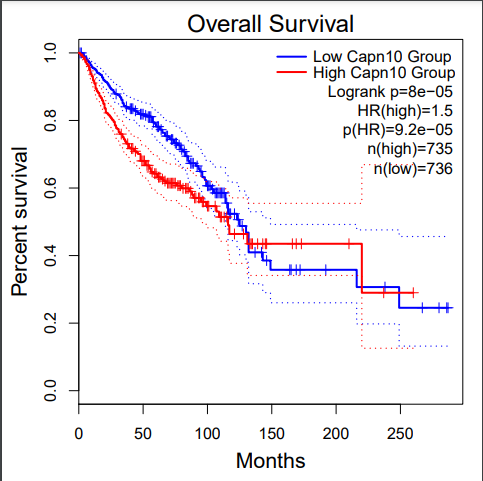 Overall Survival
Low Capn10 Group
High Capn10 Group
Logrank p=8e−05
HR(high)=1.5
p(HR)=9.2e−05
n(high)=735
n(low)=736
Percent survival
1.0
0.8
0.6
0.4
0.2
0.0
0 50 100 150 200 250
Months